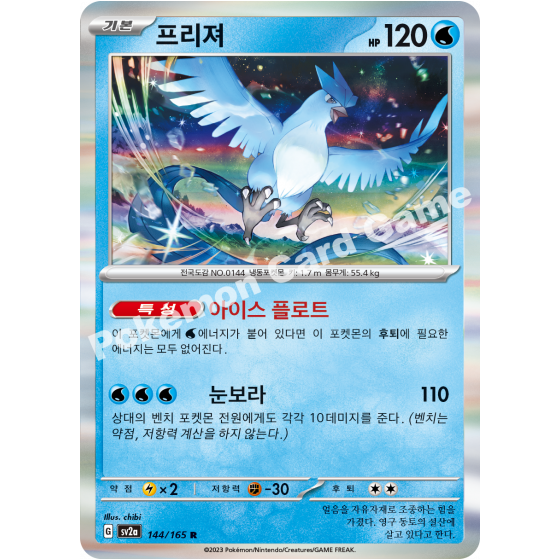 기본 프리져 HP 120
전국도감 NO.0144 냉동포켓몬 키: 1.7 m 몸무게: 55.4 kg
특성 아이스 플로트
이 포켓몬에게 에너지가 붙어 있다면 이 포켓몬의 후퇴에 필요한
에너지는 모두 없어진다.
눈보라 110
상대의 벤치 포켓몬 전원에게도 각각 10데미지를 준다. (벤치는
약점, 저항력 계산을 하지 않는다.)
약점 ×2 저항력 -30 후퇴
Illus. chibi
G sv2a 144/165 R
얼음을 자유자재로 조종하는 힘을
가졌다. 영구 동토의 설산에
살고 있다고 한다.
©2023 Pokémon/Nintendo/Creatures/GAME FREAK.
Pokémon Card Game